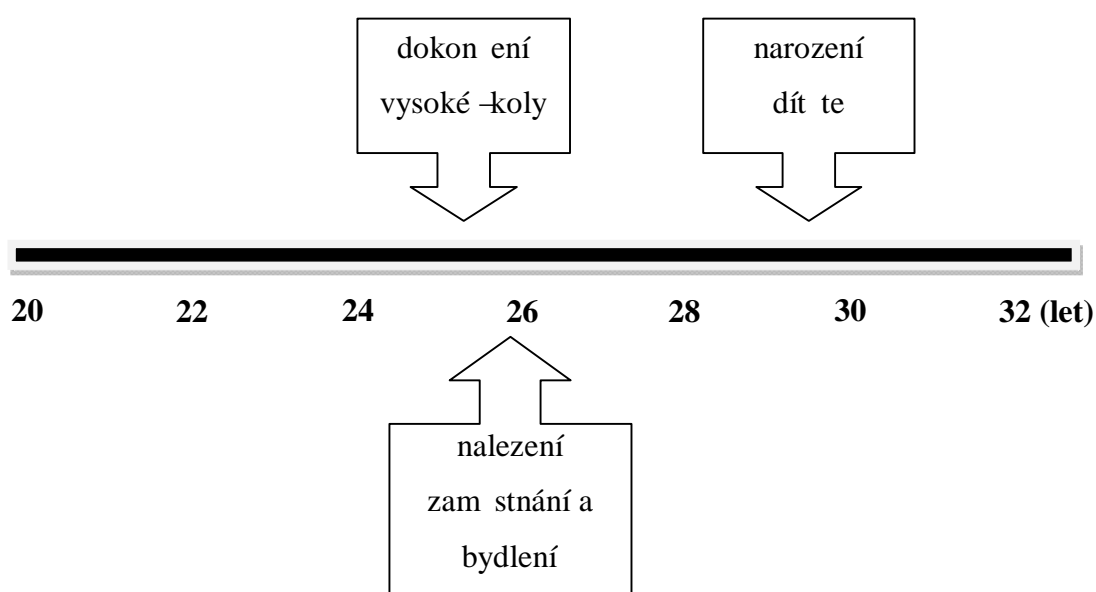 dokon ení
vysoké –koly
narození
dít te
20 22 24 26 28 30 32 (let)
nalezení
zam stnání a
bydlení